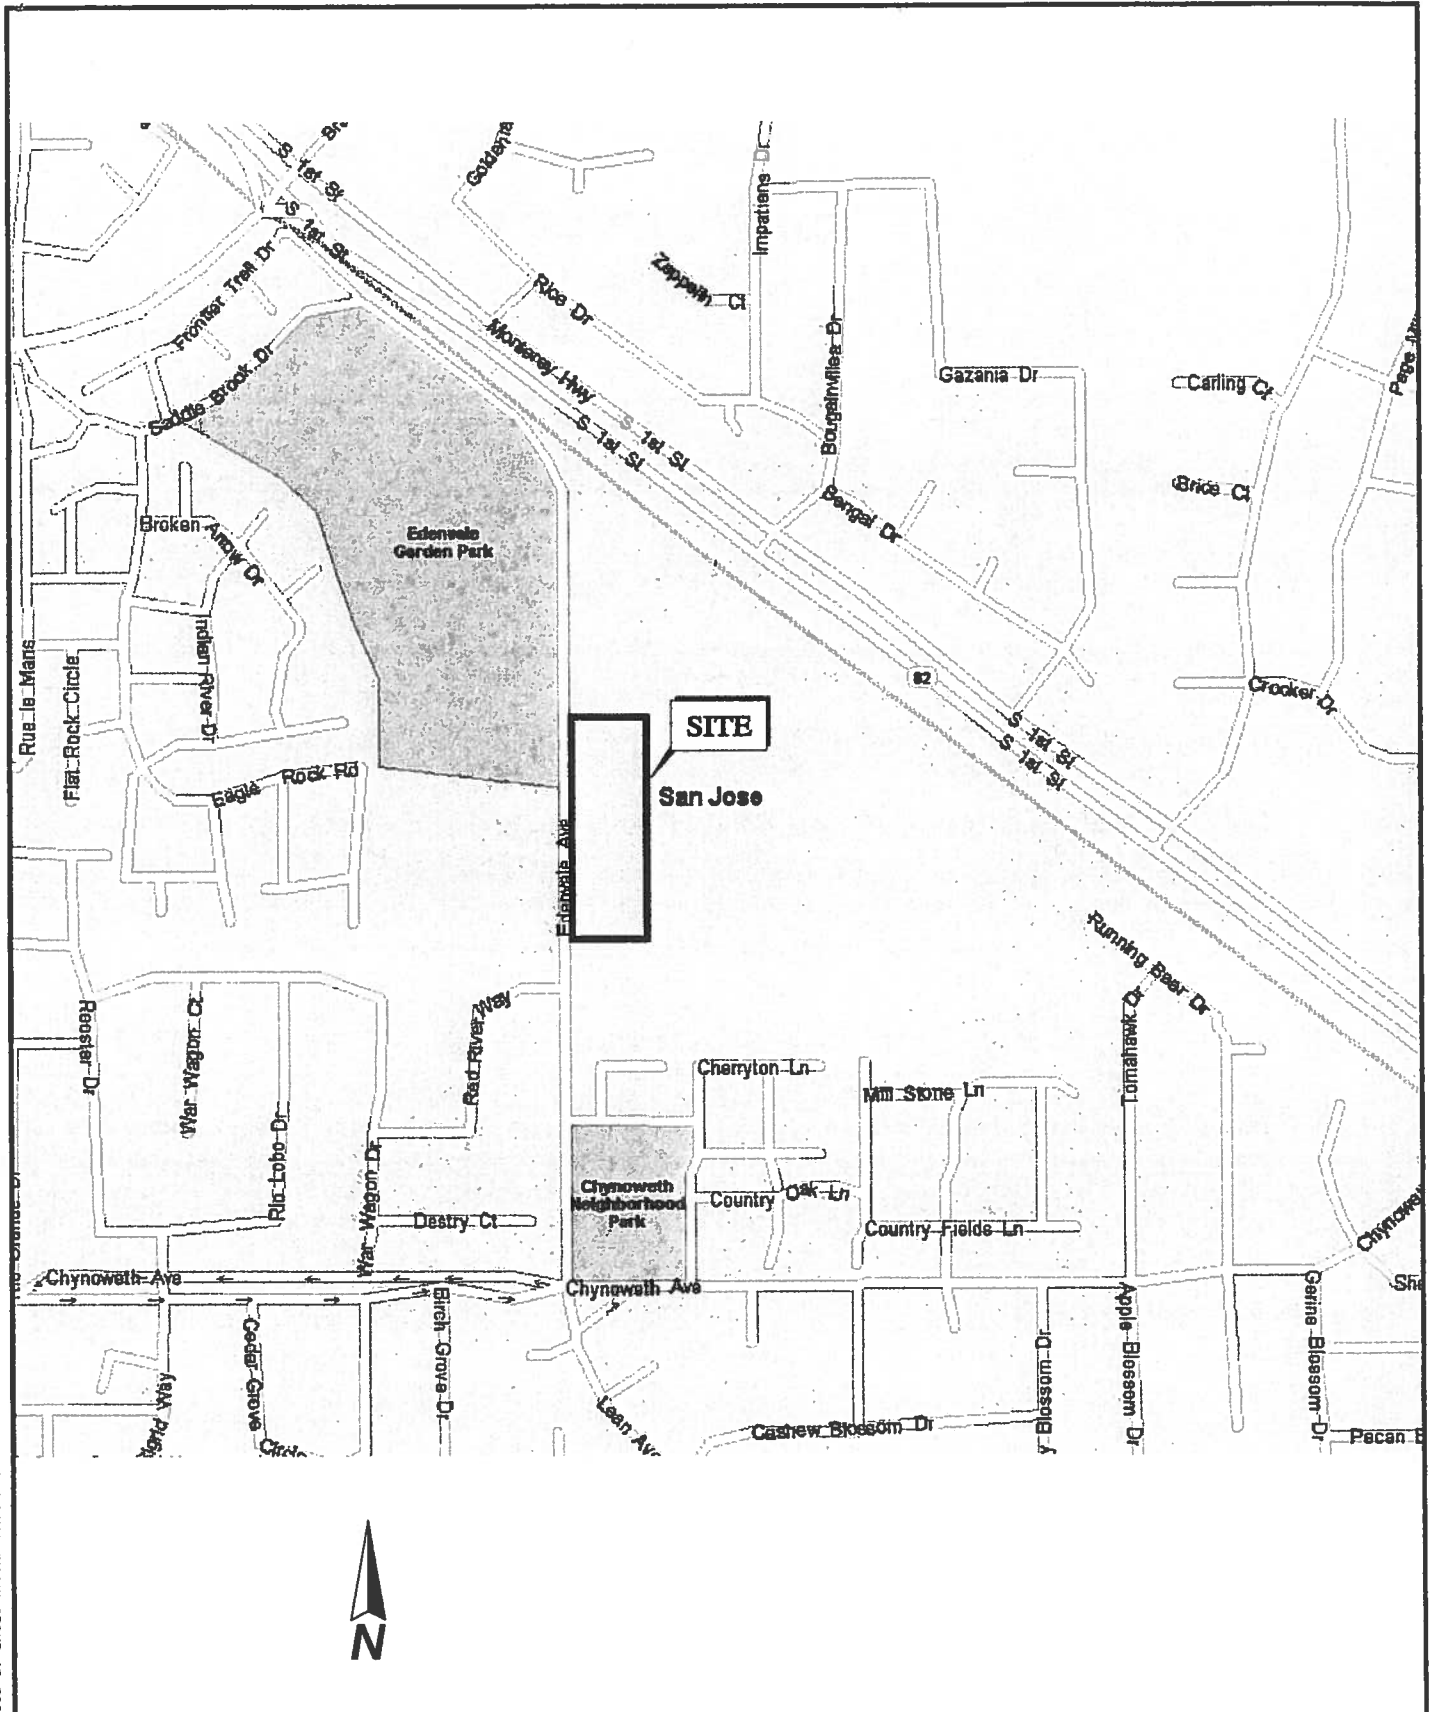 S 1st St
S 1st St
Impatiens Dr
Frontier Trail Dr
Zeppelin Ct
Rice Dr
Monterey Hwy
Saddle Brook Dr
Bougainvillea Dr
Gazania Dr
Carling Ct
S 1st St
S 1st St
Brice Ct
Bengal Dr
Broken Arrow Dr
Edenvale
Garden Park
Indian River Dr
Rue le Mans
Flat Rock Circle
82
Crocker Dr
SITE
S 1st St
S 1st St
Eagle Rock Rd
San Jose
Edenvale Ave
Running Bear Dr
Rooster Dr
War Wagon Ct
Red River Way
Tomahawk Dr
Cherryton Ln
Mill Stone Ln
Rio Lobo Dr
War Wagon Dr
Chynoweth
Neighborhood
Park
Country Oak Ln
Destry Ct
Country Fields Ln
Chynoweth Ave
Chynoweth Ave
Cedar Grove
Circle
Birch Grove Dr
Lean Ave
Cashew Blossom Dr
y Blossom Dr
Apple Blossom Dr
Gerine Blossom Dr
Pecan B
N